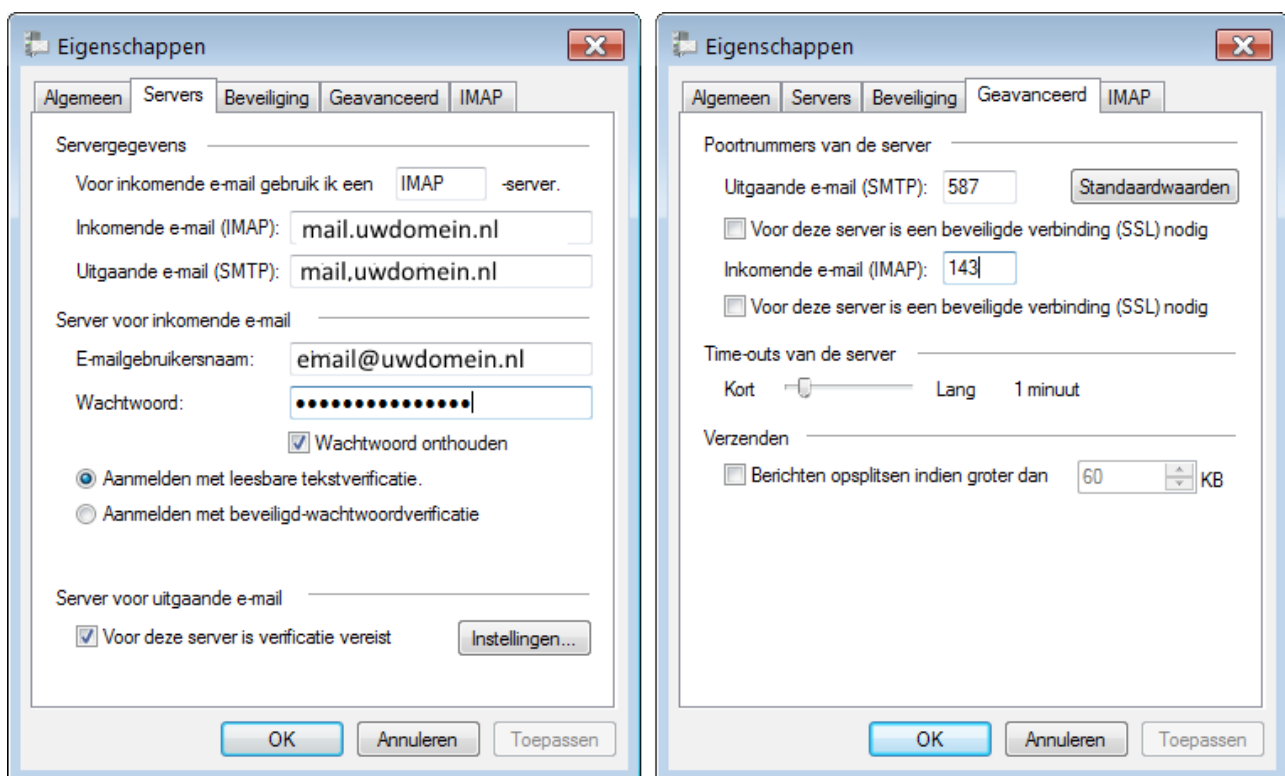 Eigenschappen
Algemeen Servers Beveiliging Geavanceerd IMAP
Servergegevens
Voor inkomende e-mail gebruik ik een IMAP -server.
Inkomende e-mail (IMAP): mail.uwdomein.nl
Uitgaande e-mail (SMTP): mail,uwdomein.nl
Server voor inkomende e-mail
E-mailgebruikersnaam: email@uwdomein.nl
Wachtwoord: ●●●●●●●●●●●●●●●
Wachtwoord onthouden
Aanmelden met leesbare tekstverificatie.
Aanmelden met beveiligd-wachtwoordverificatie
Server voor uitgaande e-mail
Voor deze server is verificatie vereist Instellingen...
OK Annuleren Toepassen
Eigenschappen
Algemeen Servers Beveiliging Geavanceerd IMAP
Poortnummers van de server
Uitgaande e-mail (SMTP): 587 Standaardwaarden
Voor deze server is een beveiligde verbinding (SSL) nodig
Inkomende e-mail (IMAP): 143
Voor deze server is een beveiligde verbinding (SSL) nodig
Time-outs van de server
Kort Lang 1 minuut
Verzenden
Berichten opsplitsen indien groter dan 60 KB
OK Annuleren Toepassen